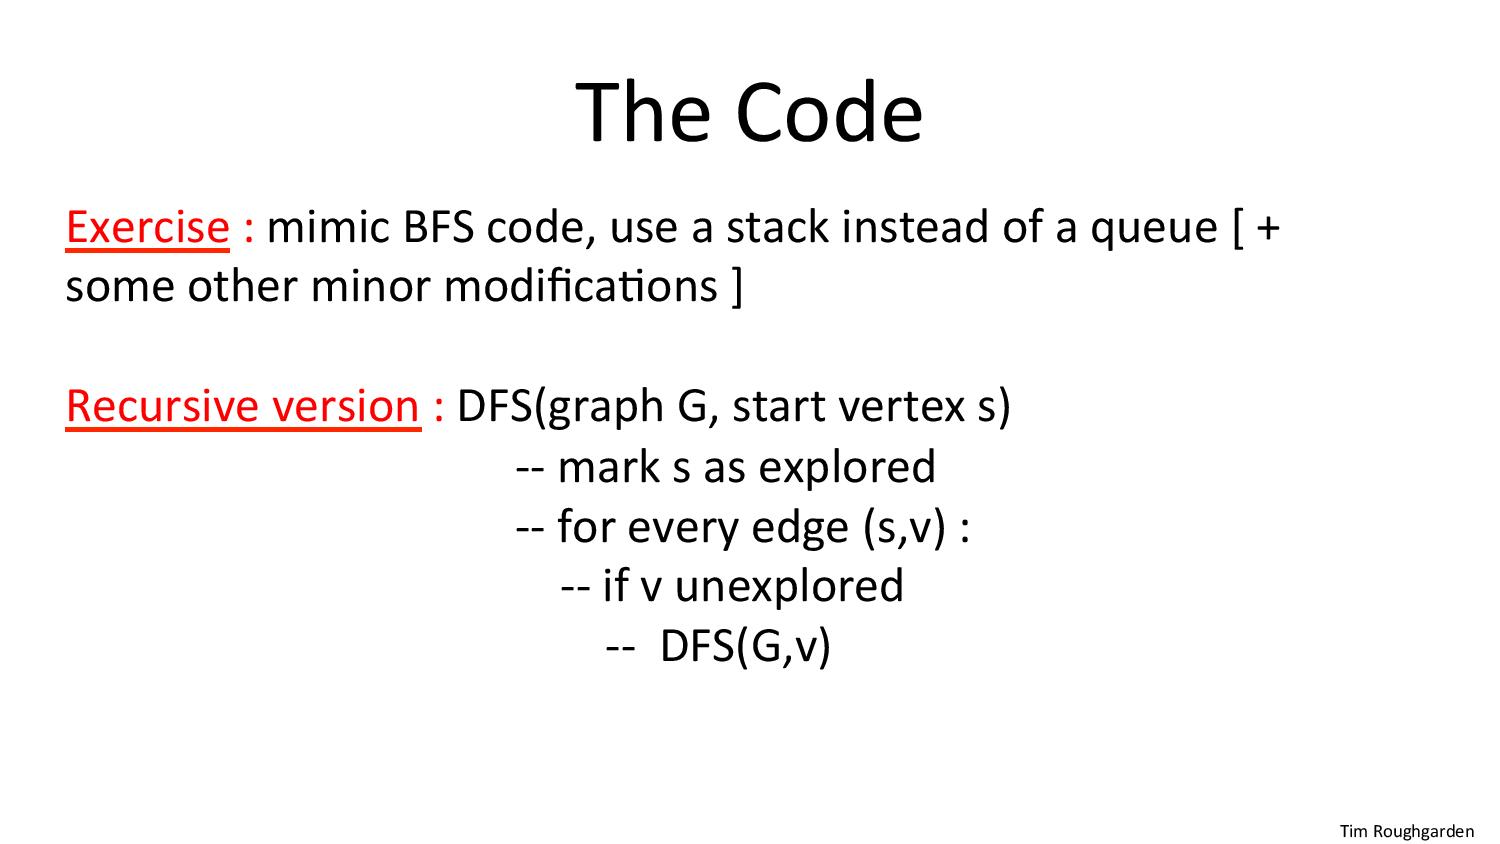 The Code
Exercise : mimic BFS code, use a stack instead of a queue [ +
some other minor modifications ]
Recursive version : DFS(graph G, start vertex s)
-- mark s as explored
-- for every edge (s,v) :
-- if v unexplored
-- DFS(G,v)
Tim Roughgarden